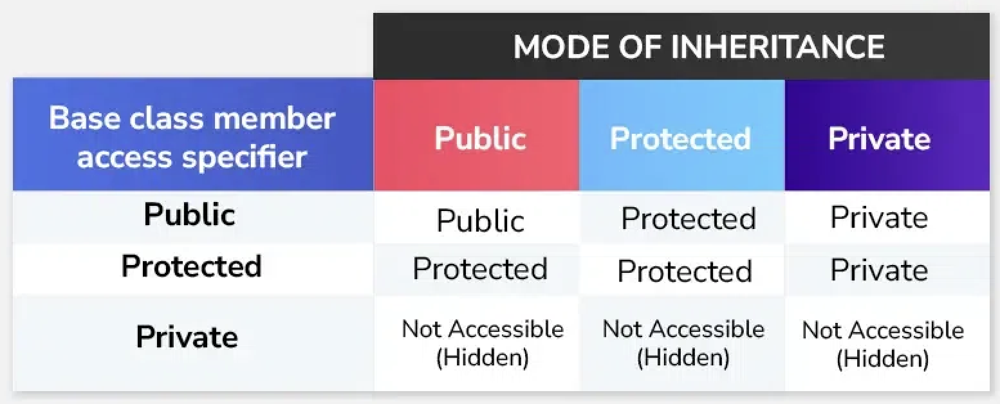 MODE OF INHERITANCE
Base class member
access specifier
Public
Protected
Private
Public
Public
Protected
Private
Protected
Protected
Protected
Private
Private
Not Accessible
(Hidden)
Not Accessible
(Hidden)
Not Accessible
(Hidden)